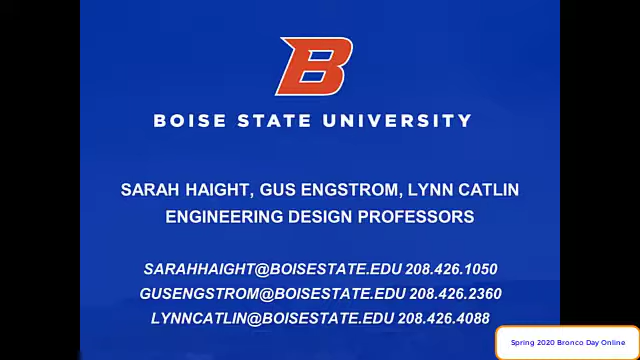 B
BOISE STATE UNIVERSITY
SARAH HAIGHT, GUS ENGSTROM, LYNN CATLIN
ENGINEERING DESIGN PROFESSORS
SARAHHAIGHT@BOISESTATE.EDU 208.426.1050
GUSENGSTROM@BOISESTATE.EDU 208.426.2360
LYNNCATLIN@BOISESTATE.EDU 208.426.4088
Spring 2020 Bronco Day Online